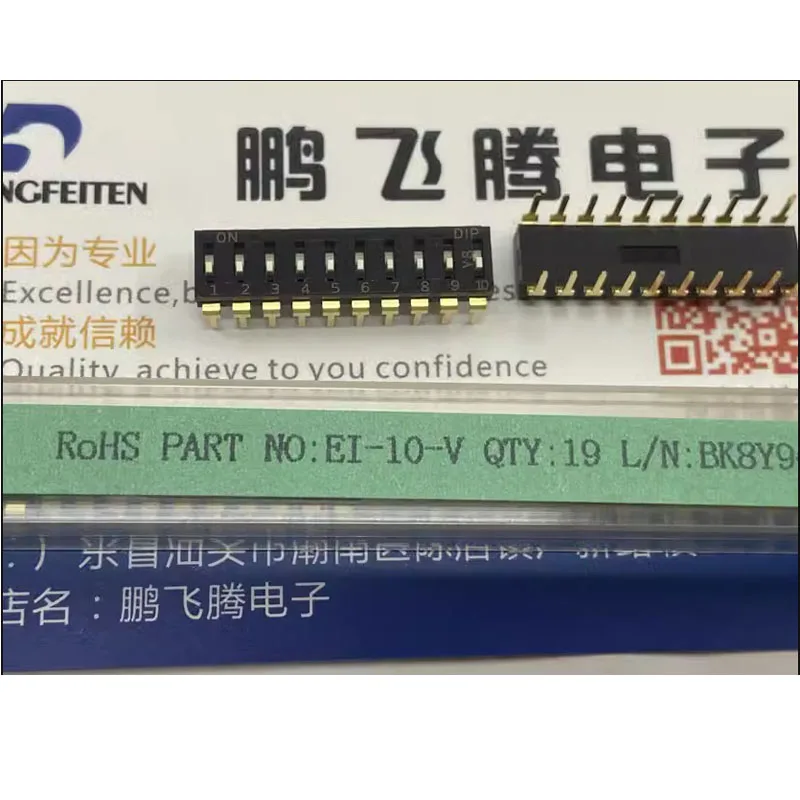 鹏飞腾电子
NGFEITEN
因为专业
Excellence,b
成就信赖
Quality, achieve to you confidence
ON DIP
1 2 3 4 5 6 7 8 9 10
RoHS PART NO:EI-10-V QTY:19 L/N:BK8Y9
店名：鹏飞腾电子